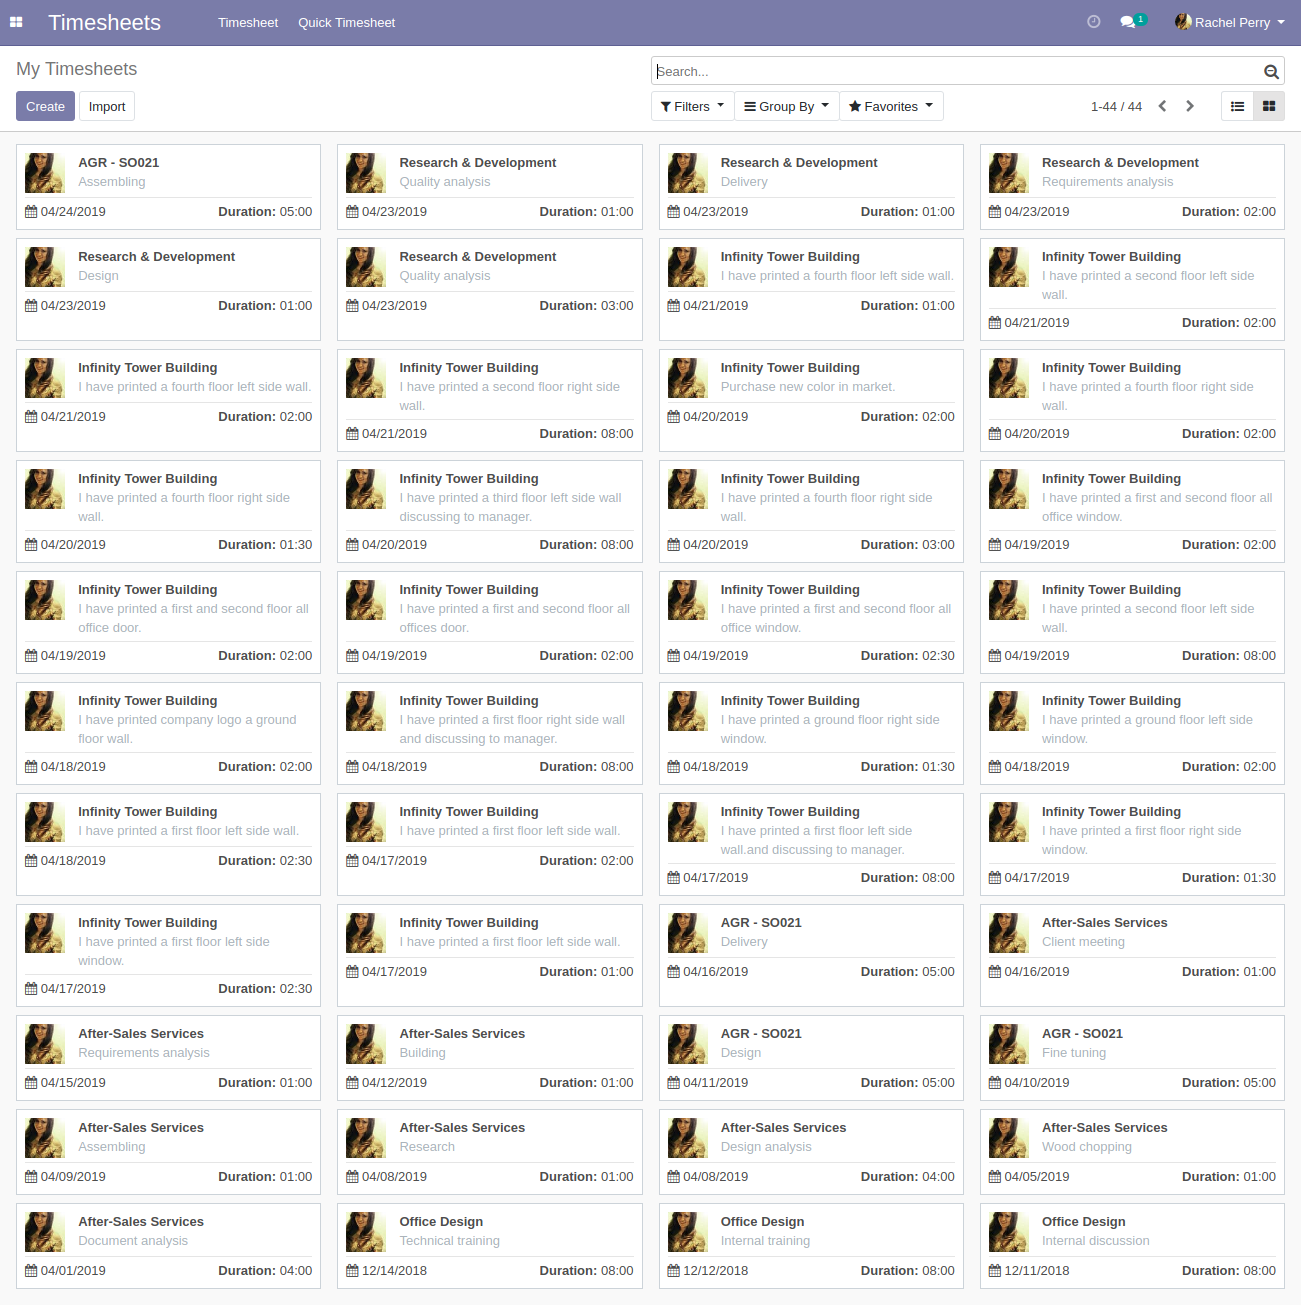 Timesheets
Timesheet
Quick Timesheet
1
Rachel Perry
My Timesheets
Search...
Create
Import
Filters
Group By
Favorites
1-44 / 44
AGR - SO021
Assembling
04/24/2019 Duration: 05:00
Research & Development
Quality analysis
04/23/2019 Duration: 01:00
Research & Development
Delivery
04/23/2019 Duration: 01:00
Research & Development
Requirements analysis
04/23/2019 Duration: 02:00
Research & Development
Design
04/23/2019 Duration: 01:00
Research & Development
Quality analysis
04/23/2019 Duration: 03:00
Infinity Tower Building
I have printed a fourth floor left side wall.
04/21/2019 Duration: 01:00
Infinity Tower Building
I have printed a second floor left side
wall.
04/21/2019 Duration: 02:00
Infinity Tower Building
I have printed a fourth floor left side wall.
04/21/2019 Duration: 02:00
Infinity Tower Building
I have printed a second floor right side
wall.
04/21/2019 Duration: 08:00
Infinity Tower Building
Purchase new color in market.
04/20/2019 Duration: 02:00
Infinity Tower Building
I have printed a fourth floor right side
wall.
04/20/2019 Duration: 02:00
Infinity Tower Building
I have printed a fourth floor right side
wall.
04/20/2019 Duration: 01:30
Infinity Tower Building
I have printed a third floor left side wall
discussing to manager.
04/20/2019 Duration: 08:00
Infinity Tower Building
I have printed a fourth floor right side
wall.
04/20/2019 Duration: 03:00
Infinity Tower Building
I have printed a first and second floor all
office window.
04/19/2019 Duration: 02:00
Infinity Tower Building
I have printed a first and second floor all
office door.
04/19/2019 Duration: 02:00
Infinity Tower Building
I have printed a first and second floor all
offices door.
04/19/2019 Duration: 02:00
Infinity Tower Building
I have printed a first and second floor all
office window.
04/19/2019 Duration: 02:30
Infinity Tower Building
I have printed a second floor left side
wall.
04/19/2019 Duration: 08:00
Infinity Tower Building
I have printed company logo a ground
floor wall.
04/18/2019 Duration: 02:00
Infinity Tower Building
I have printed a first floor right side wall
and discussing to manager.
04/18/2019 Duration: 08:00
Infinity Tower Building
I have printed a ground floor right side
window.
04/18/2019 Duration: 01:30
Infinity Tower Building
I have printed a ground floor left side
window.
04/18/2019 Duration: 02:00
Infinity Tower Building
I have printed a first floor left side wall.
04/18/2019 Duration: 02:30
Infinity Tower Building
I have printed a first floor left side wall.
04/17/2019 Duration: 02:00
Infinity Tower Building
I have printed a first floor left side
wall.and discussing to manager.
04/17/2019 Duration: 08:00
Infinity Tower Building
I have printed a first floor right side
window.
04/17/2019 Duration: 01:30
Infinity Tower Building
I have printed a first floor left side
window.
04/17/2019 Duration: 02:30
Infinity Tower Building
I have printed a first floor left side wall.
04/17/2019 Duration: 01:00
AGR - SO021
Delivery
04/16/2019 Duration: 05:00
After-Sales Services
Client meeting
04/16/2019 Duration: 01:00
After-Sales Services
Requirements analysis
04/15/2019 Duration: 01:00
After-Sales Services
Building
04/12/2019 Duration: 01:00
AGR - SO021
Design
04/11/2019 Duration: 05:00
AGR - SO021
Fine tuning
04/10/2019 Duration: 05:00
After-Sales Services
Assembling
04/09/2019 Duration: 01:00
After-Sales Services
Research
04/08/2019 Duration: 01:00
After-Sales Services
Design analysis
04/08/2019 Duration: 04:00
After-Sales Services
Wood chopping
04/05/2019 Duration: 01:00
After-Sales Services
Document analysis
04/01/2019 Duration: 04:00
Office Design
Technical training
12/14/2018 Duration: 08:00
Office Design
Internal training
12/12/2018 Duration: 08:00
Office Design
Internal discussion
12/11/2018 Duration: 08:00